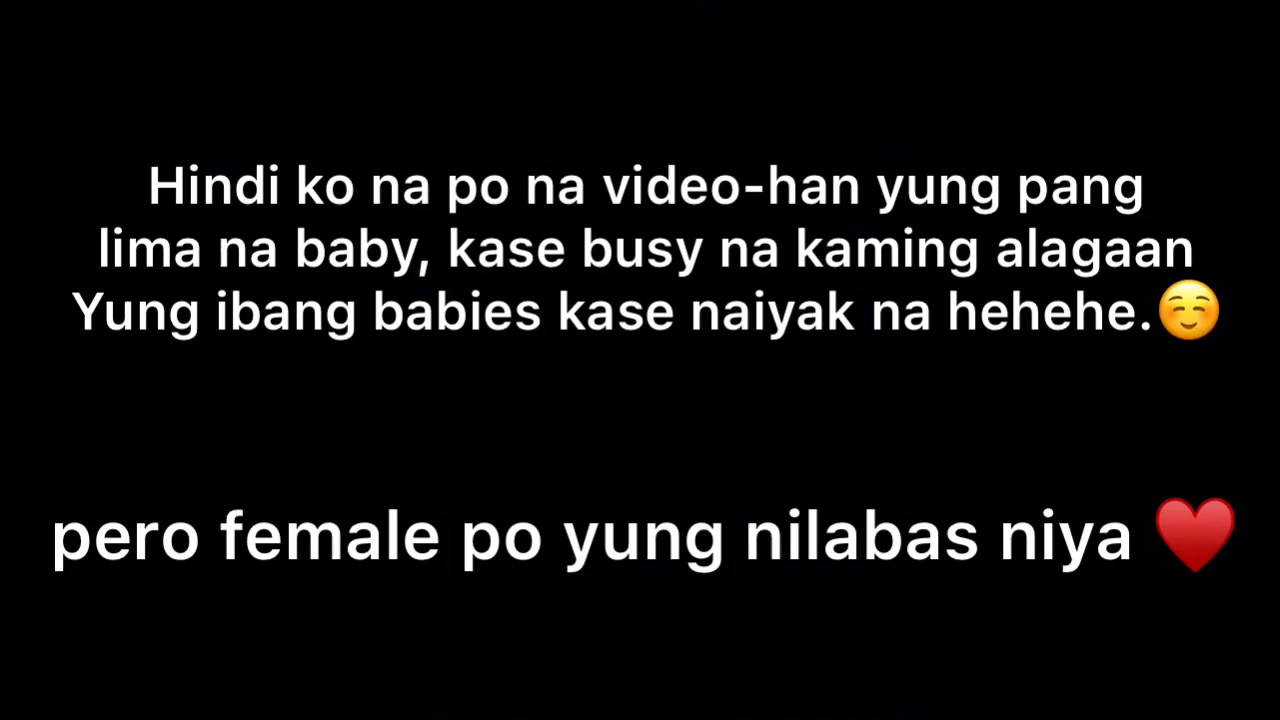 Hindi ko na po na video-han yung pang
lima na baby, kase busy na kaming alagaan
Yung ibang babies kase naiyak na hehehe.☺️
pero female po yung nilabas niya ♥️